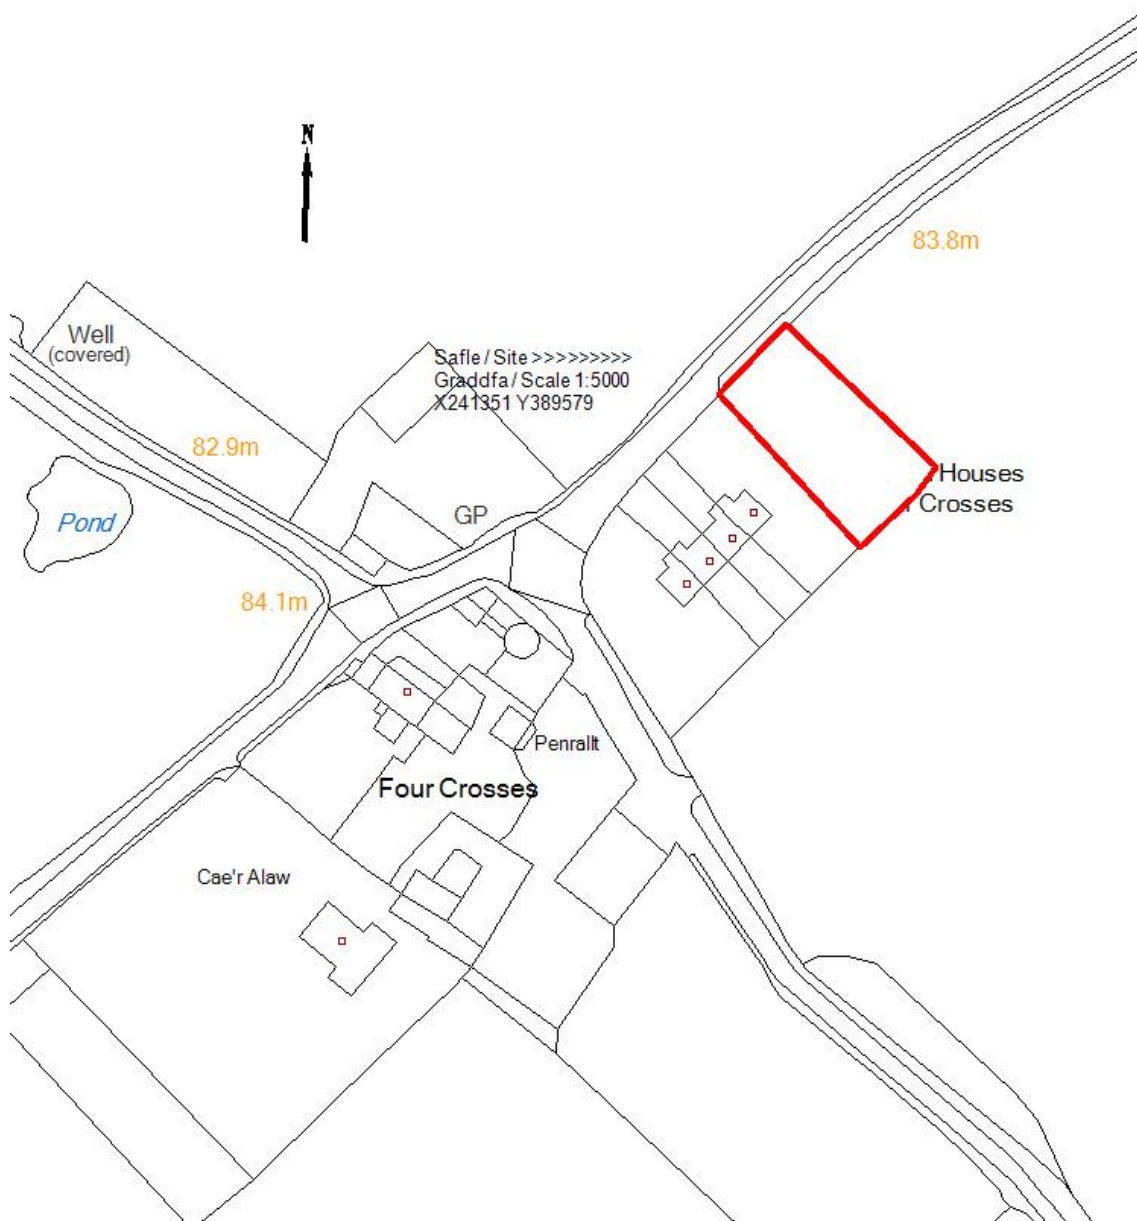 N
83.8m
Well
(covered)
Safle / Site >>>>>>>>>
Graddfa / Scale 1:5000
X241351 Y389579
82.9m
Houses
Crosses
Pond
GP
84.1m
Penrallt
Four Crosses
Cae'r Alaw